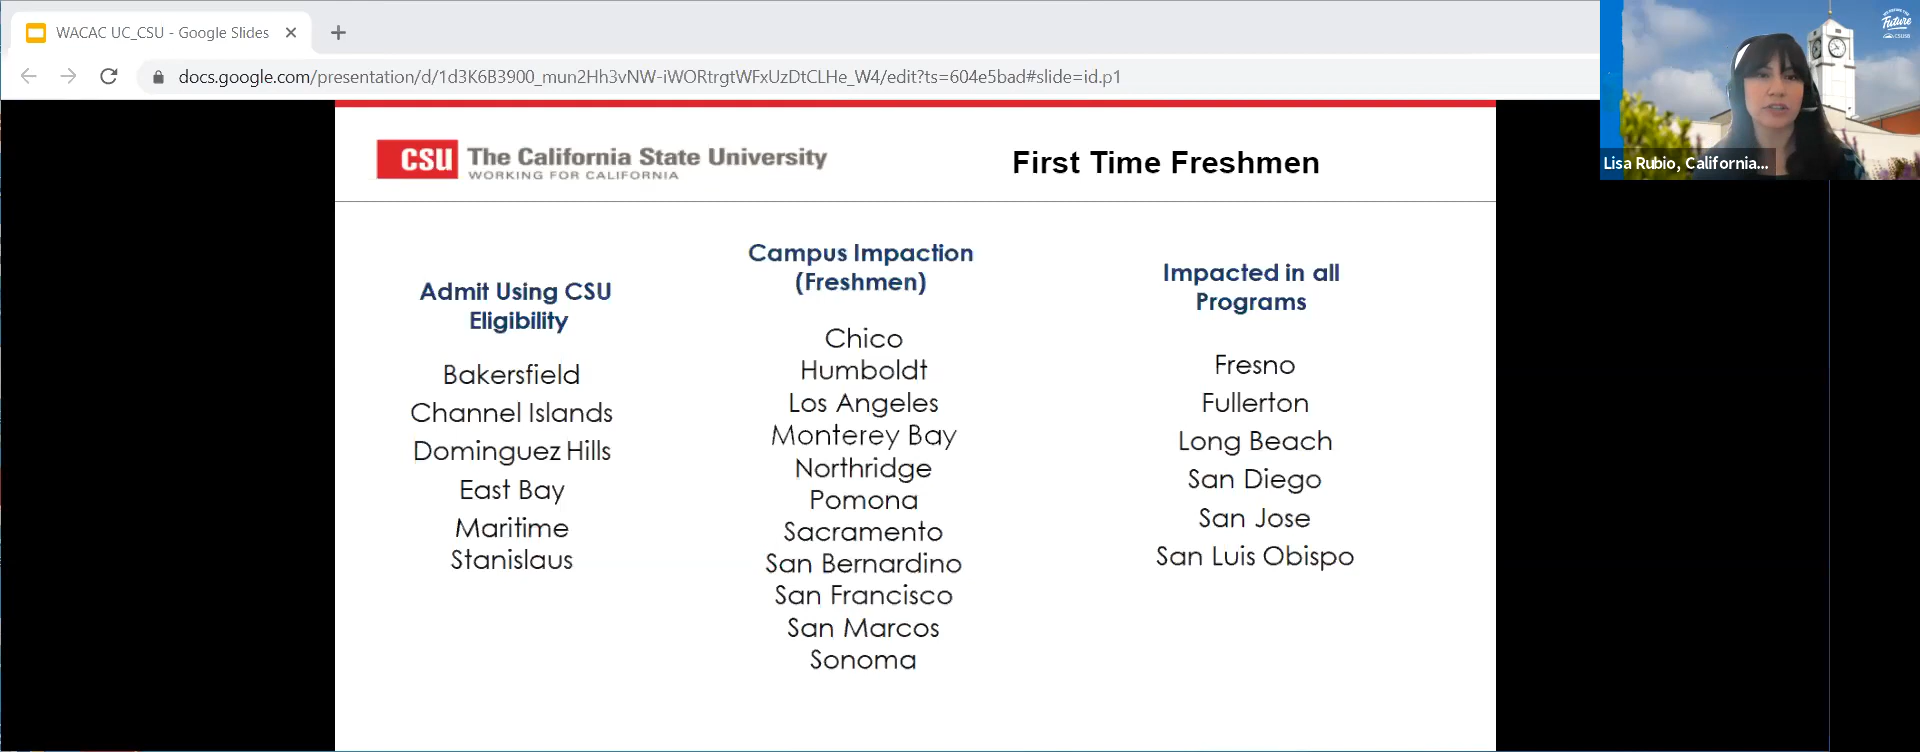 WACAC UC_CSU - Google Slides
docs.google.com/presentation/d/1d3K6B3900_mun2Hh3vNW-iWORtrgtWFxUzDtCLHe_W4/edit?ts=604e5bad#slide=id.p1
Future
CSUSB
Lisa Rubio, California...
CSU The California State University
WORKING FOR CALIFORNIA
First Time Freshmen
Admit Using CSU
Eligibility
Bakersfield
Channel Islands
Dominguez Hills
East Bay
Maritime
Stanislaus
Campus Impaction
(Freshmen)
Chico
Humboldt
Los Angeles
Monterey Bay
Northridge
Pomona
Sacramento
San Bernardino
San Francisco
San Marcos
Sonoma
Impacted in all
Programs
Fresno
Fullerton
Long Beach
San Diego
San Jose
San Luis Obispo